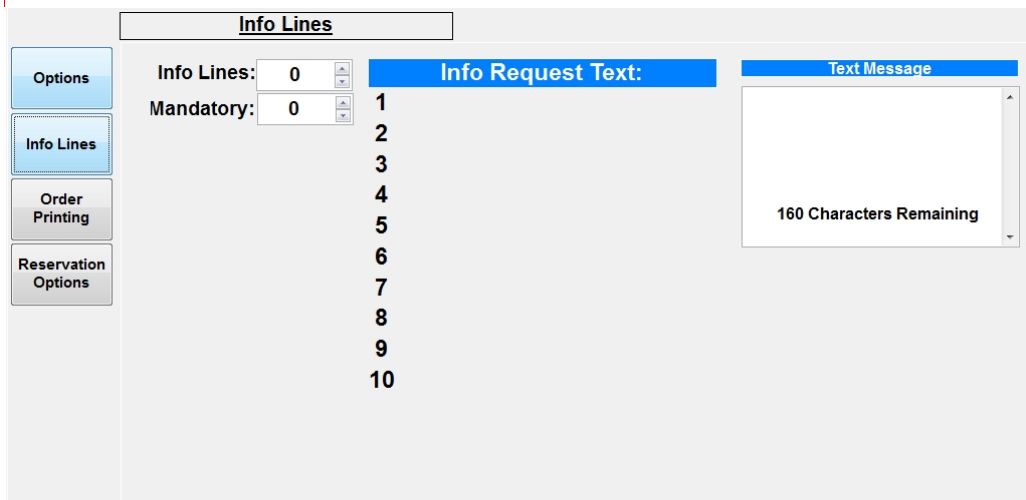 Info Lines
Options
Info Lines
Order
Printing
Reservation
Options
Info Lines: 0
Mandatory: 0
Info Request Text:
1
2
3
4
5
6
7
8
9
10
Text Message
160 Characters Remaining